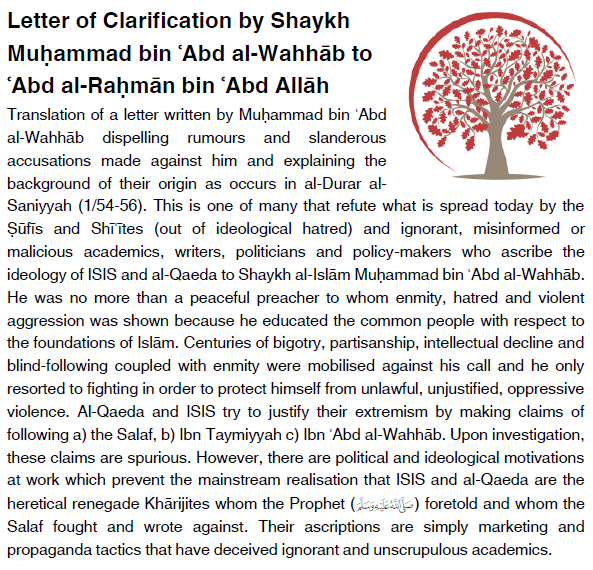 Letter of Clarification by Shaykh
Muḥammad bin ʿAbd al-Wahhāb to
ʿAbd al-Raḥmān bin ʿAbd Allāh
Translation of a letter written by Muḥammad bin ʿAbd
al-Wahhāb dispelling rumours and slanderous
accusations made against him and explaining the
background of their origin as occurs in al-Durar al-
Saniyyah (1/54-56). This is one of many that refute what is spread today by the
Ṣūfīs and Shīʿītes (out of ideological hatred) and ignorant, misinformed or
malicious academics, writers, politicians and policy-makers who ascribe the
ideology of ISIS and al-Qaeda to Shaykh al-Islām Muḥammad bin ʿAbd al-Wahhāb.
He was no more than a peaceful preacher to whom enmity, hatred and violent
aggression was shown because he educated the common people with respect to
the foundations of Islām. Centuries of bigotry, partisanship, intellectual decline and
blind-following coupled with enmity were mobilised against his call and he only
resorted to fighting in order to protect himself from unlawful, unjustified, oppressive
violence. Al-Qaeda and ISIS try to justify their extremism by making claims of
following a) the Salaf, b) Ibn Taymiyyah c) Ibn ʿAbd al-Wahhāb. Upon investigation,
these claims are spurious. However, there are political and ideological motivations
at work which prevent the mainstream realisation that ISIS and al-Qaeda are the
heretical renegade Khārijites whom the Prophet (صَلَّى اللَّهُ عَلَيْهِ وَسَلَّمَ) foretold and whom the
Salaf fought and wrote against. Their ascriptions are simply marketing and
propaganda tactics that have deceived ignorant and unscrupulous academics.